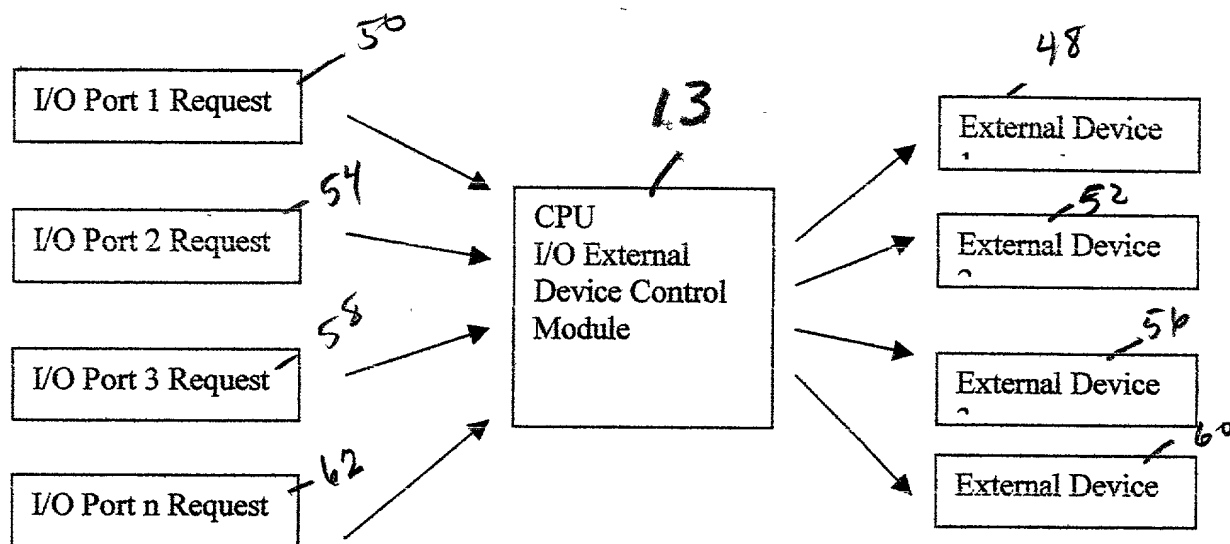 50
I/O Port 1 Request
54
I/O Port 2 Request
58
I/O Port 3 Request
62
I/O Port n Request
13
CPU
I/O External
Device Control
Module
48
External Device
52
External Device
56
External Device
60
External Device